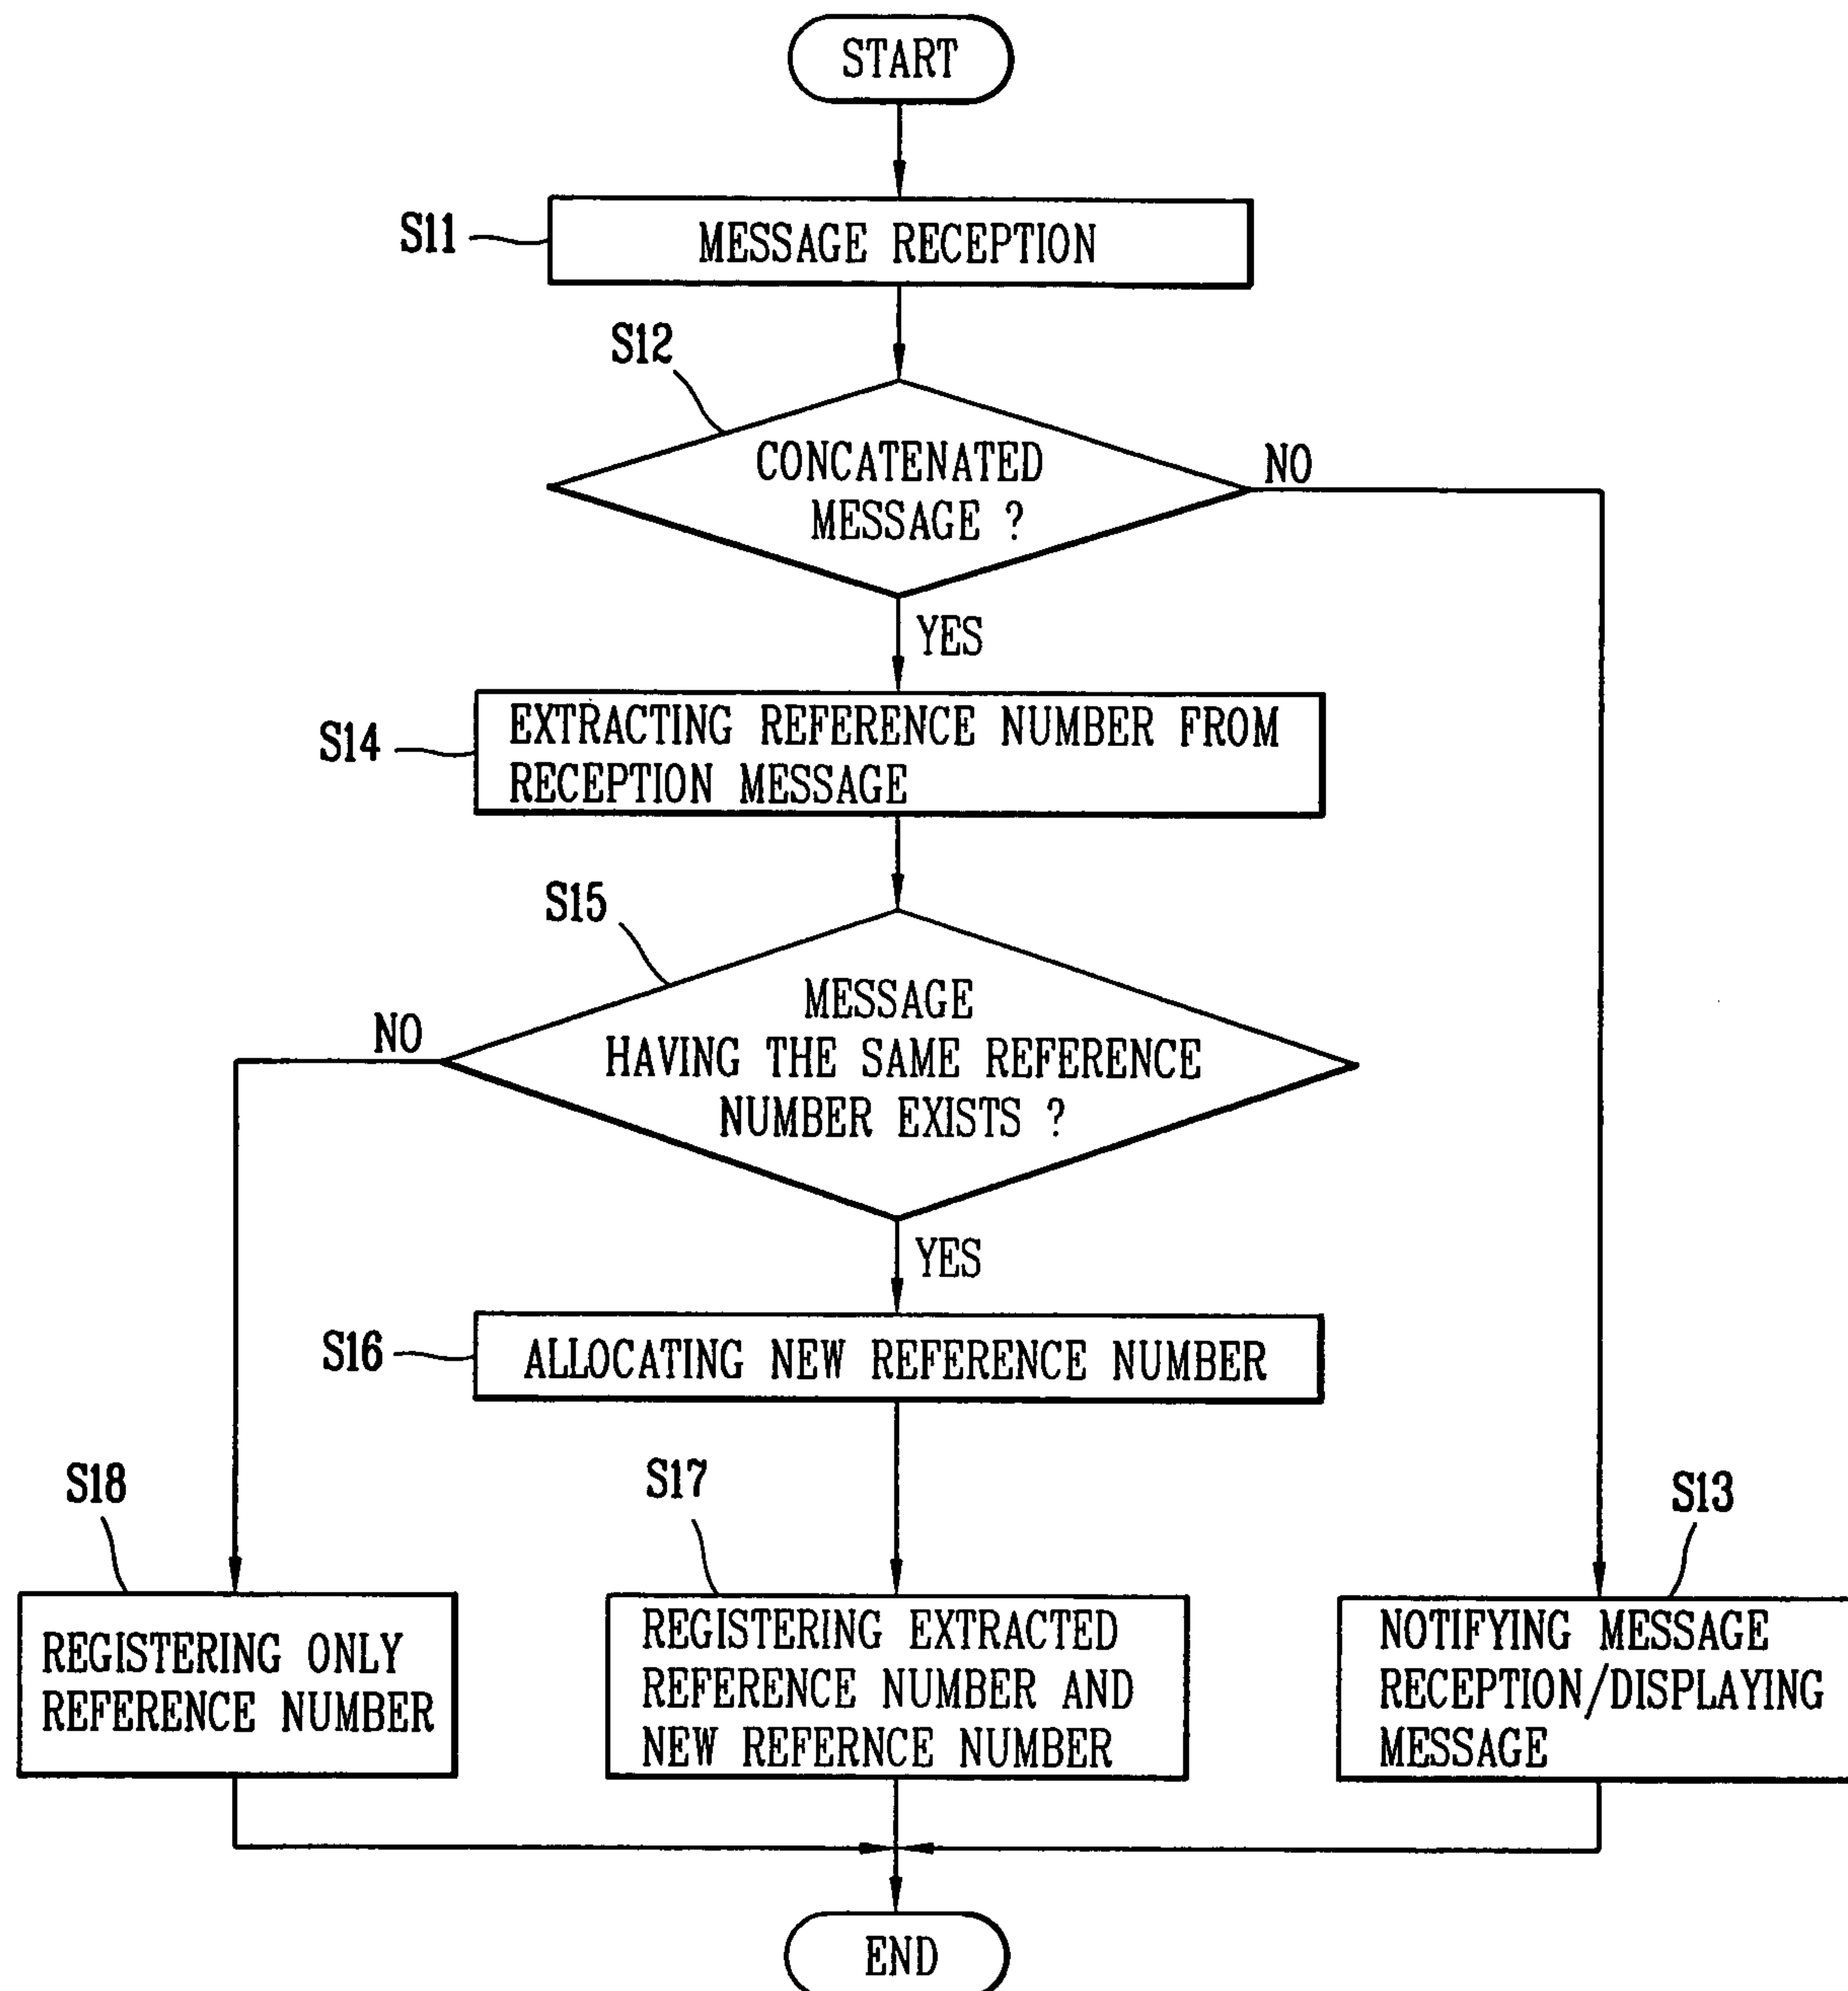 START
S11
MESSAGE RECEPTION
S12
CONCATENATED
MESSAGE ?
NO
YES
S14
EXTRACTING REFERENCE NUMBER FROM
RECEPTION MESSAGE
S15
MESSAGE
HAVING THE SAME REFERENCE
NUMBER EXISTS ?
NO
YES
S16
ALLOCATING NEW REFERENCE NUMBER
S18
REGISTERING ONLY
REFERENCE NUMBER
S17
REGISTERING EXTRACTED
REFERENCE NUMBER AND
NEW REFERNCE NUMBER
S13
NOTIFYING MESSAGE
RECEPTION/DISPLAYING
MESSAGE
END